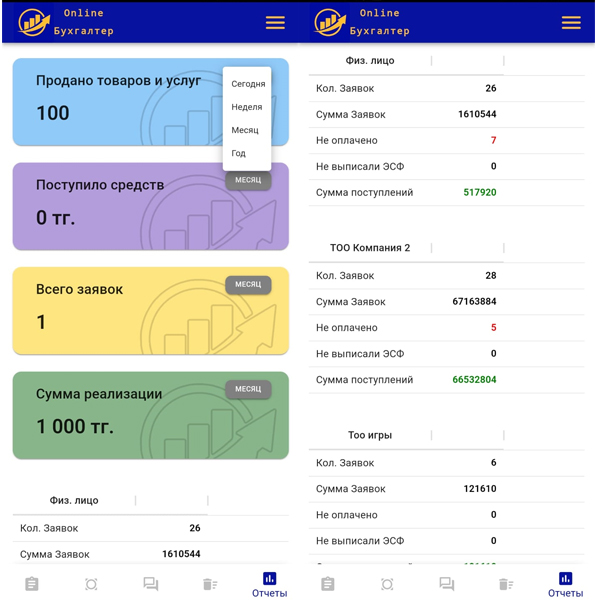 Online
Бухгалтер
Продано товаров и услуг
100
Сегодня
Неделя
Месяц
Год
Поступило средств
МЕСЯЦ
0 тг.
Всего заявок
МЕСЯЦ
1
Сумма реализации
МЕСЯЦ
1 000 тг.
Физ. лицо
Кол. Заявок 26
Сумма Заявок 1610544
Отчеты
Online
Бухгалтер
Физ. лицо
Кол. Заявок 26
Сумма Заявок 1610544
Не оплачено 7
Не выписали ЭСФ 0
Сумма поступлений 517920
ТОО Компания 2
Кол. Заявок 28
Сумма Заявок 67163884
Не оплачено 5
Не выписали ЭСФ 0
Сумма поступлений 66532804
Тоо игры
Кол. Заявок 6
Сумма Заявок 121610
Не оплачено 0
Не выписали ЭСФ 0
Отчеты